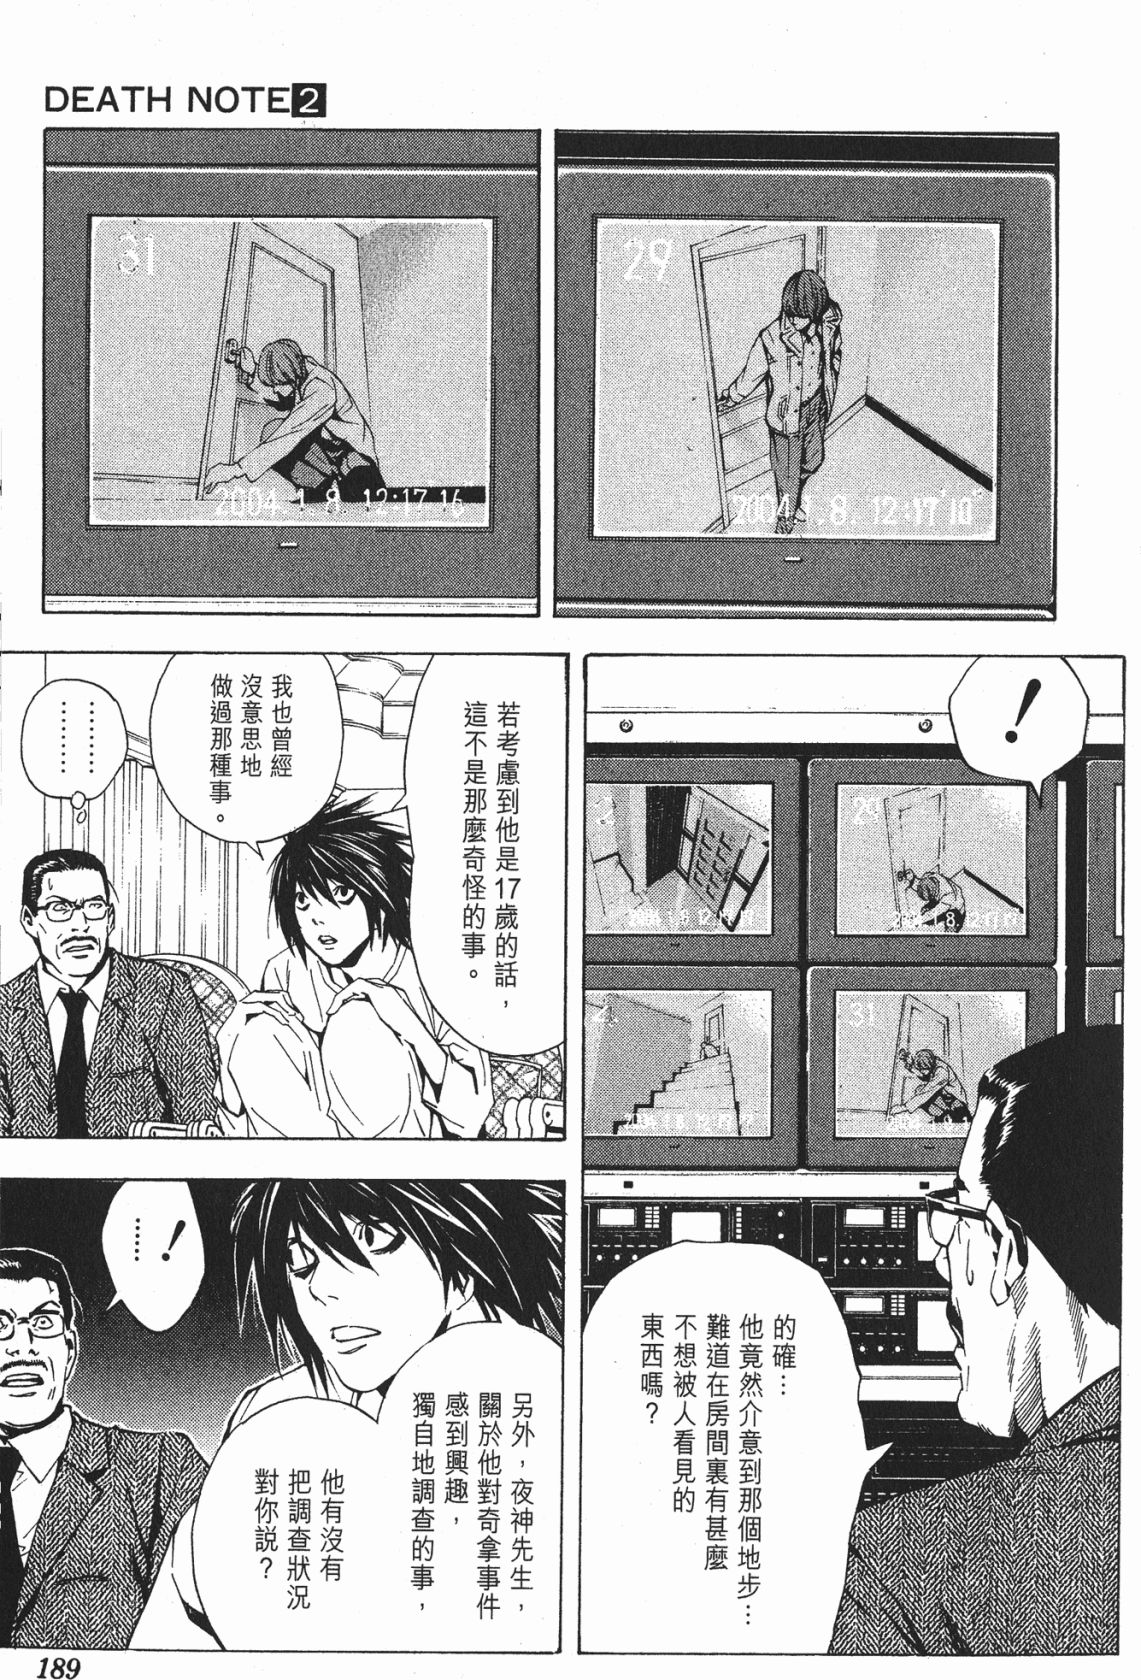 DEATH NOTE 2
29
2004.1.8. 12:17'10"
31
2004.1.8. 12:17'16"
!
29
31
的確…
他竟然介意到那個地步…
難道在房間裏有甚麼
不想被人看見的
東西嗎？
若考慮到他是17歲的話，
這不是那麼奇怪的事。
我也曾經
沒意思地
做過那種事。
………
………
另外，夜神先生，
關於他對奇拿事件
感到興趣，
獨自地調查的事，
他有沒有
把調查狀況
對你說？
！
……
189